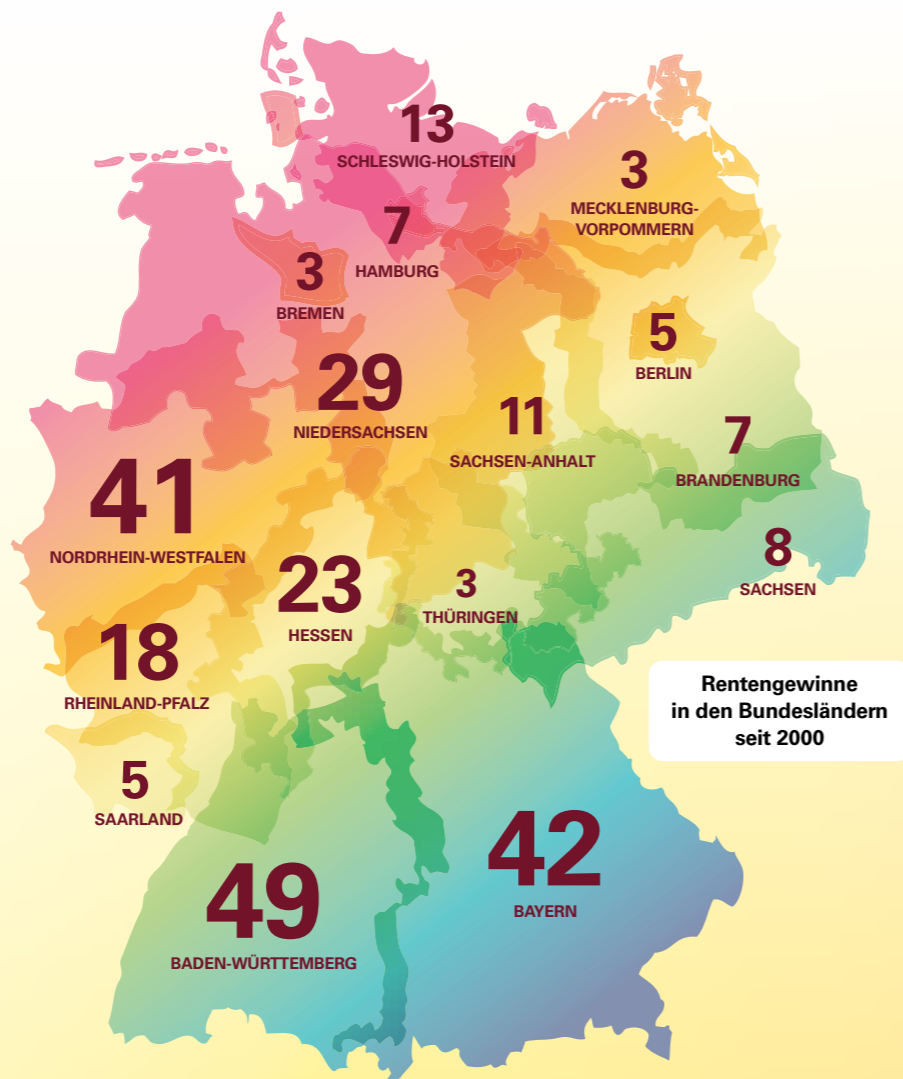 13
SCHLESWIG-HOLSTEIN
3
MECKLENBURG-
VORPOMMERN
7
HAMBURG
3
BREMEN
5
BERLIN
29
NIEDERSACHSEN
11
SACHSEN-ANHALT
7
BRANDENBURG
41
NORDRHEIN-WESTFALEN
8
SACHSEN
23
HESSEN
3
THÜRINGEN
18
RHEINLAND-PFALZ
Rentengewinne
in den Bundesländern
seit 2000
5
SAARLAND
42
BAYERN
49
BADEN-WÜRTTEMBERG